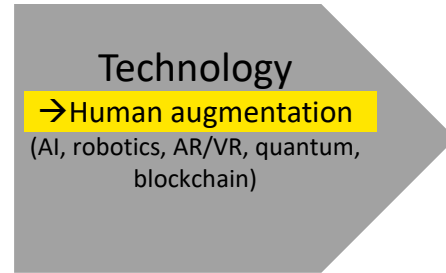 Technology
→Human augmentation
(AI, robotics, AR/VR, quantum,
blockchain)